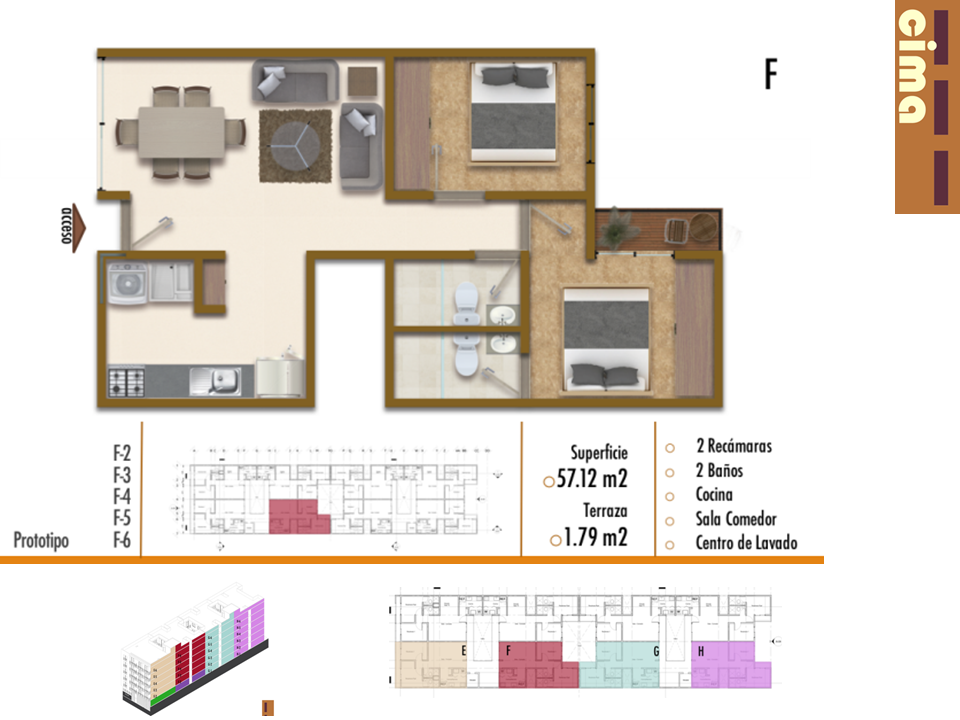 cima
F
acceso
F-2
F-3
F-4
F-5
Prototipo F-6
Superficie
57.12 m2
Terraza
1.79 m2
2 Recámaras
2 Baños
Cocina
Sala Comedor
Centro de Lavado
E F G H